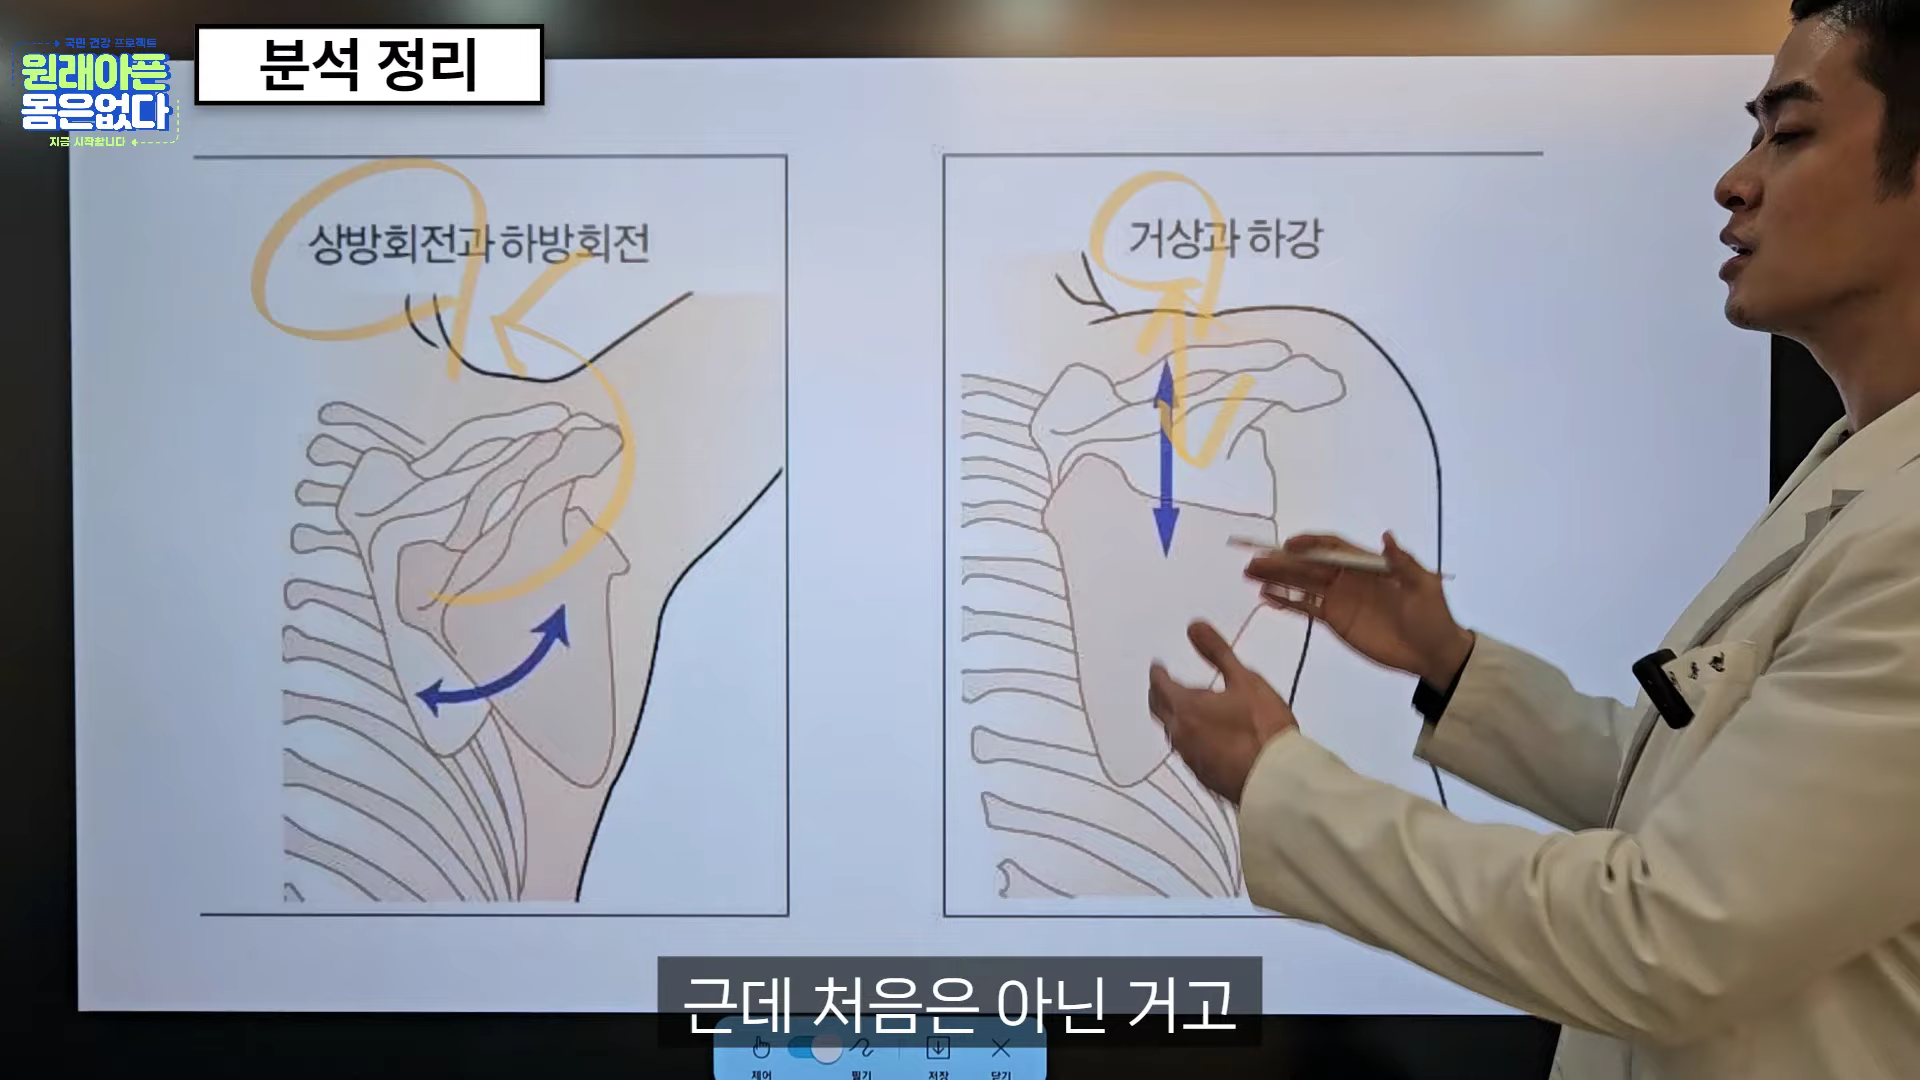 국민 건강 프로젝트
원래아픈
몸은없다
지금 시작합니다
분석 정리
상방회전과 하방회전
거상과 하강
근데 처음은 아닌 거고
제어
필기
저장
닫기